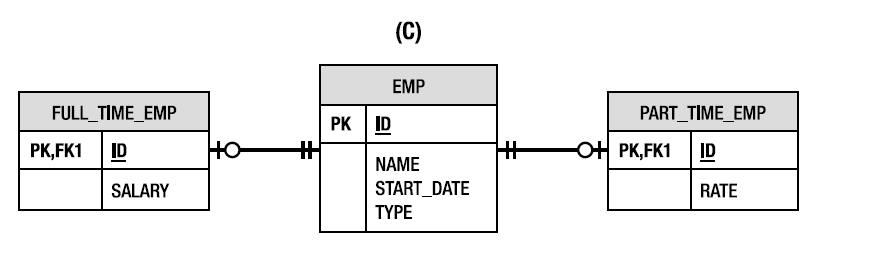 (C)
FULL_TIME_EMP
PK,FK1 ID
SALARY
EMP
PK ID
NAME
START_DATE
TYPE
PART_TIME_EMP
PK,FK1 ID
RATE